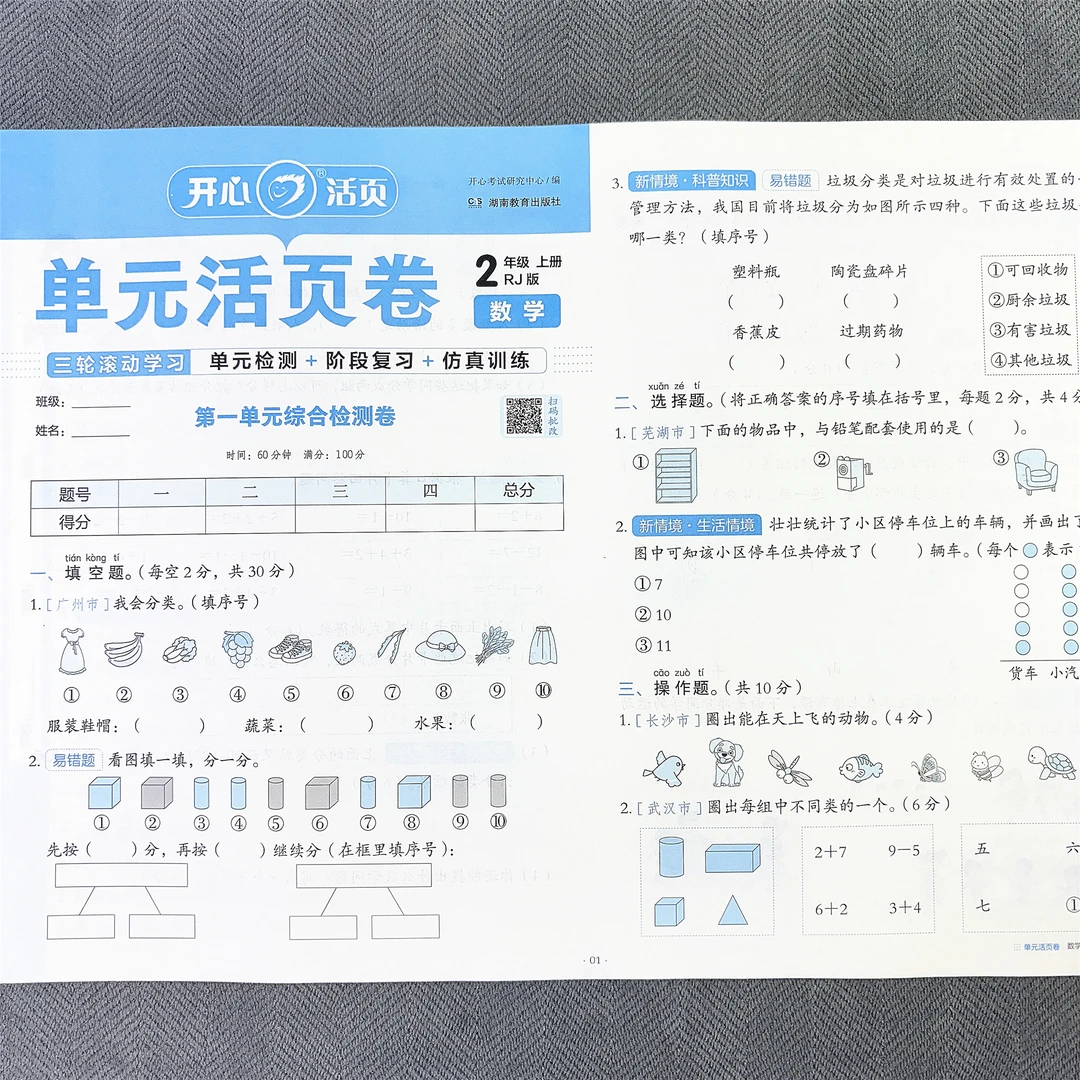 开心 ® 活页
开心考试研究中心/编
CS 湖南教育出版社
单元活页卷
2年级 上册
RJ版
数学
三轮滚动学习 单元检测+阶段复习+仿真训练
班级：
姓名：
第一单元综合检测卷
扫码批改
时间：60分钟 满分：100分
题号 一 二 三 四 总分
得分
tián kòng tí
一、填空题。（每空2分，共30分）
1.[广州市]我会分类。（填序号）
① ② ③ ④ ⑤ ⑥ ⑦ ⑧ ⑨ ⑩
服装鞋帽：（ ） 蔬菜：（ ） 水果：（ ）
2. 易错题 看图填一填，分一分。
① ② ③ ④ ⑤ ⑥ ⑦ ⑧ ⑨ ⑩
先按（ ）分，再按（ ）继续分（在框里填序号）：
3. 新情境·科普知识 易错题 垃圾分类是对垃圾进行有效处置的
管理方法，我国目前将垃圾分为如图所示四种。下面这些垃圾
哪一类？（填序号）
塑料瓶 陶瓷盘碎片
（ ） （ ）
香蕉皮 过期药物
（ ） （ ）
①可回收物
②厨余垃圾
③有害垃圾
④其他垃圾
xuǎn zé tí
二、选择题。（将正确答案的序号填在括号里，每题2分，共4分
1.[芜湖市]下面的物品中，与铅笔配套使用的是（ ）。
① ② ③
2. 新情境·生活情境 壮壮统计了小区停车位上的车辆，并画出了
图中可知该小区停车位共停放了（ ）辆车。（每个 表示
①7
②10
③11
货车 小汽
cāo zuò tí
三、操作题。（共10分）
1.[长沙市]圈出能在天上飞的动物。（4分）
2.[武汉市]圈出每组中不同类的一个。（6分）
2+7 9−5
6+2 3+4
五 六
七 ①
·01·
单元活页卷 数学